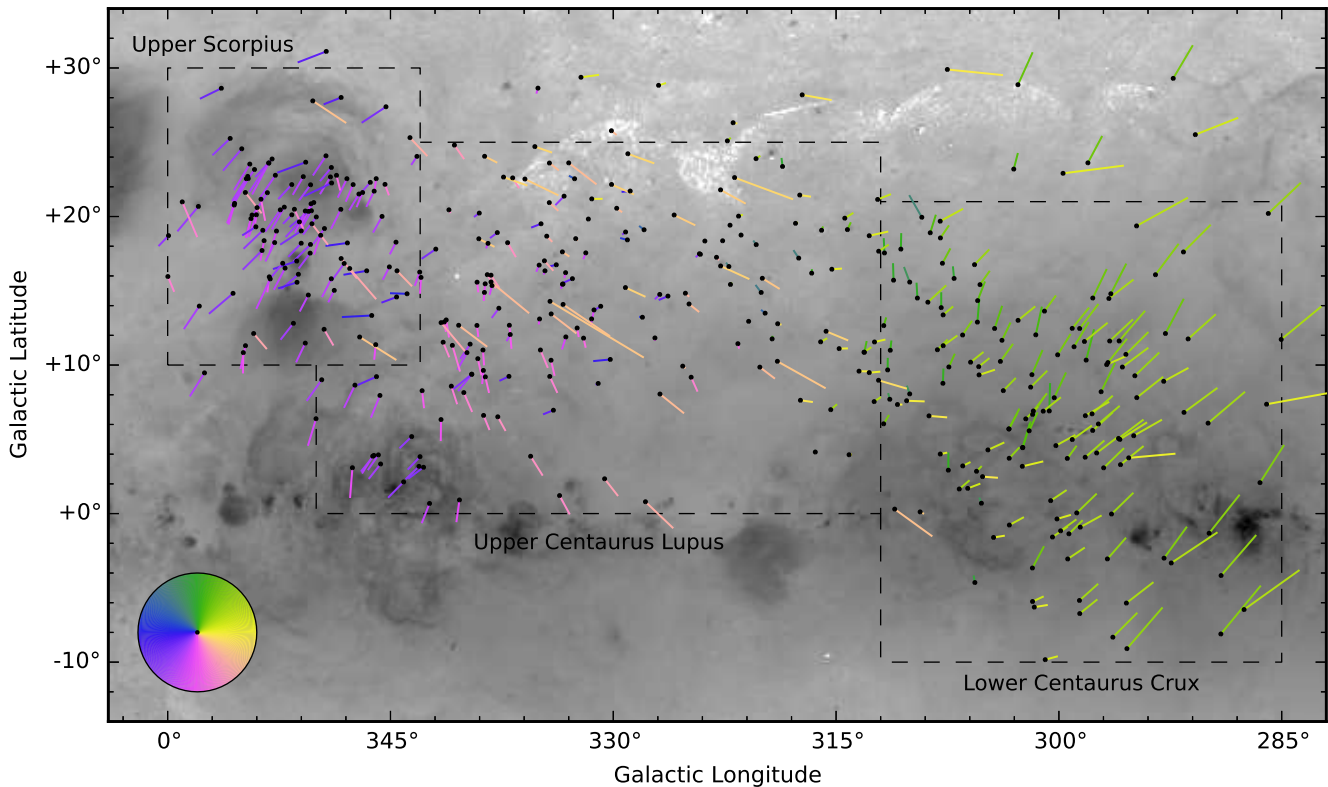 Upper Scorpius
+30°
+20°
+10°
+0°
-10°
Galactic Latitude
Upper Centaurus Lupus
Lower Centaurus Crux
0° 345° 330° 315° 300° 285°
Galactic Longitude